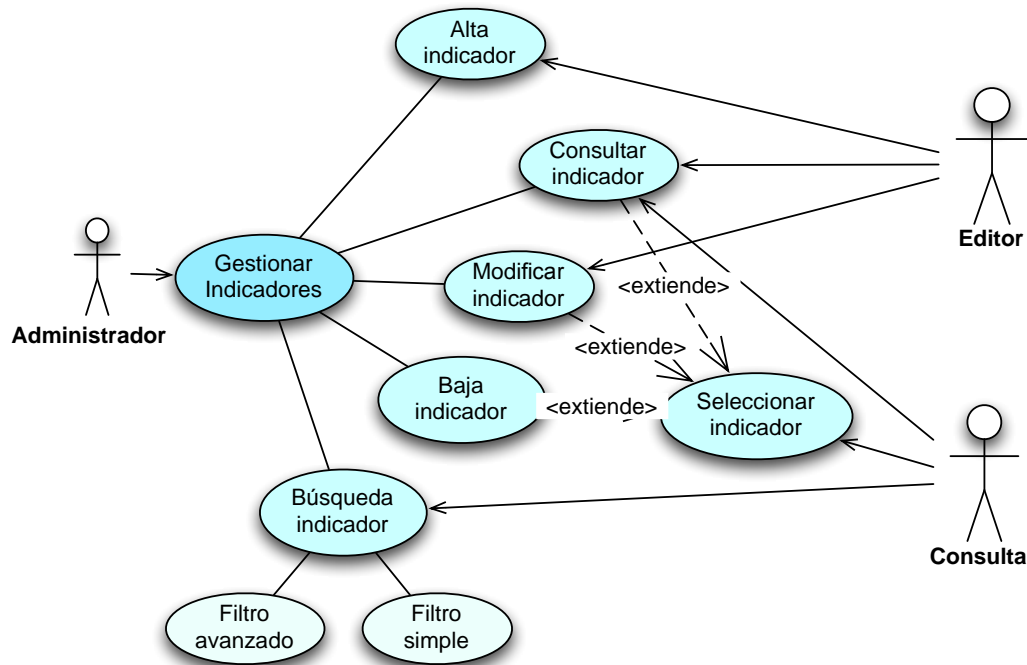 Alta
indicador
Consultar
indicador
Editor
Gestionar
Indicadores
Administrador
Modificar
indicador
<extiende>
<extiende>
Baja
indicador
<extiende>
Seleccionar
indicador
Búsqueda
indicador
Consulta
Filtro
avanzado
Filtro
simple